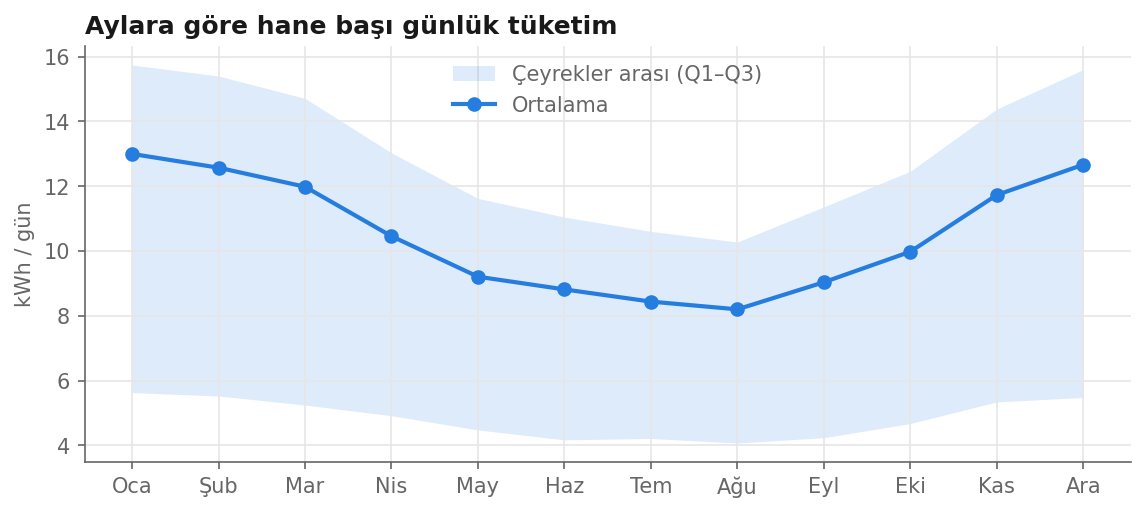 Aylara göre hane başı günlük tüketim
Çeyrekler arası (Q1–Q3)
Ortalama
kWh / gün
16
14
12
10
8
6
4
Oca Şub Mar Nis May Haz Tem Ağu Eyl Eki Kas Ara